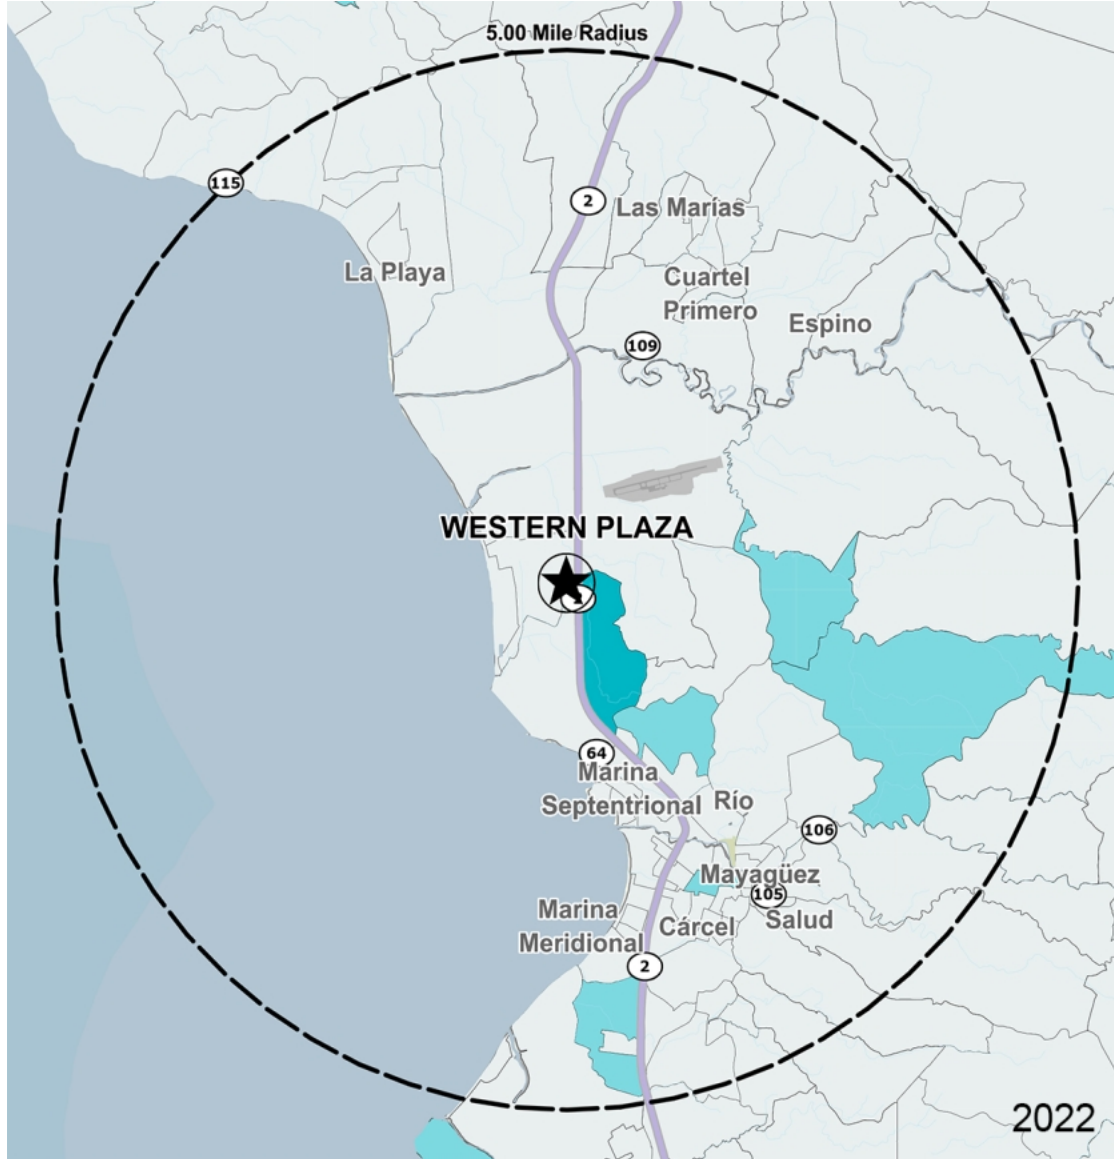 5.00 Mile Radius
115
2
Las Marías
La Playa
Cuartel
Primero
Espino
109
WESTERN PLAZA
64
Marina
Septentrional
Río
106
Mayagüez
105
Marina
Meridional
Cárcel
Salud
2
2022